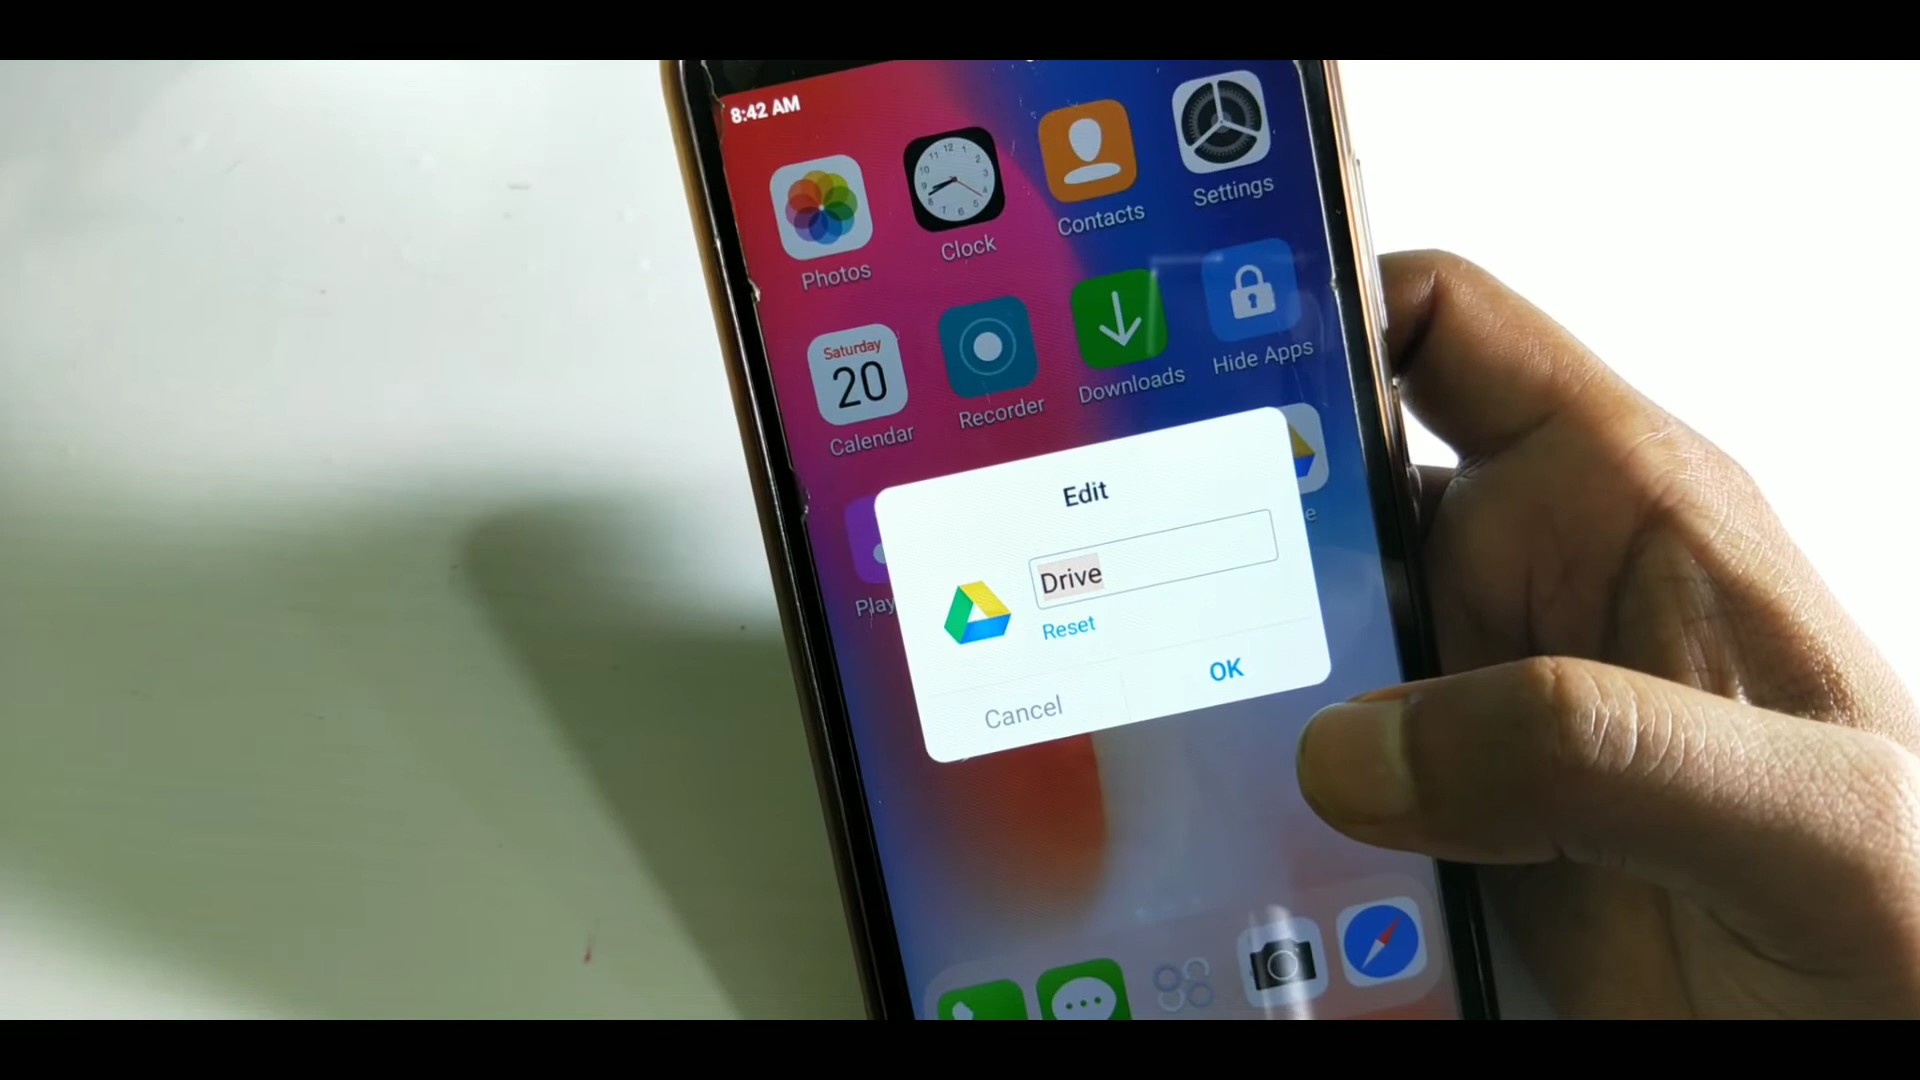 8:42 AM
Photos
Clock
Contacts
Settings
Saturday
20
Calendar
Recorder
Downloads
Hide Apps
Play
e
Edit
Drive
Reset
Cancel
OK